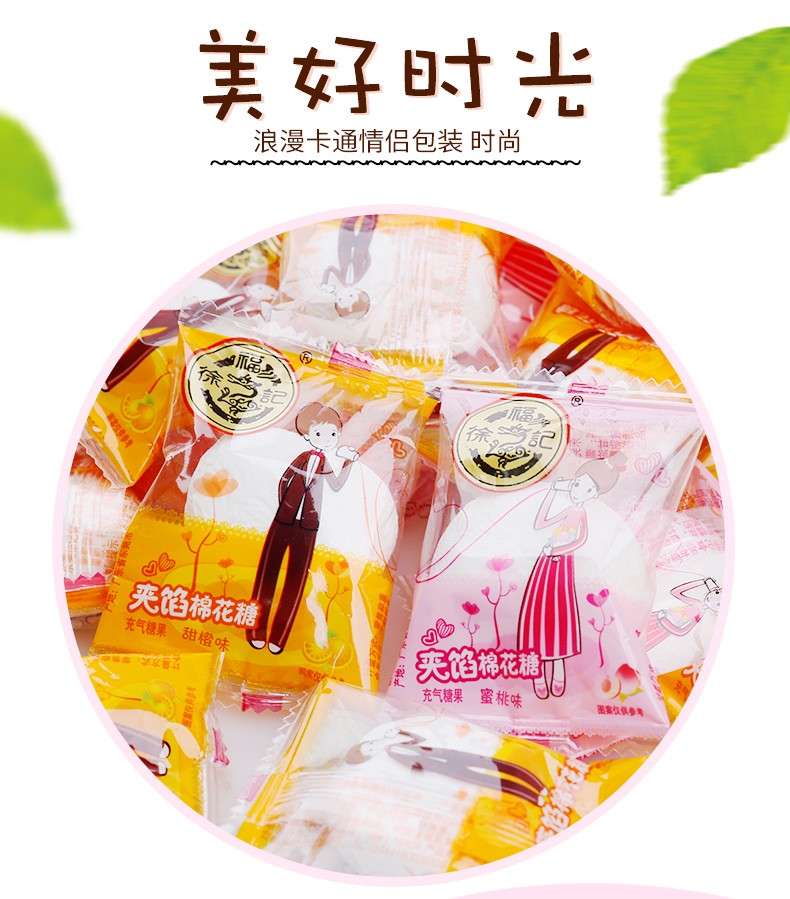 美好时光
浪漫卡通情侣包装 时尚
福
徐記
夹馅棉花糖
充气糖果 甜橙味
福
徐記
夹馅棉花糖
充气糖果 蜜桃味
图案仅供参考